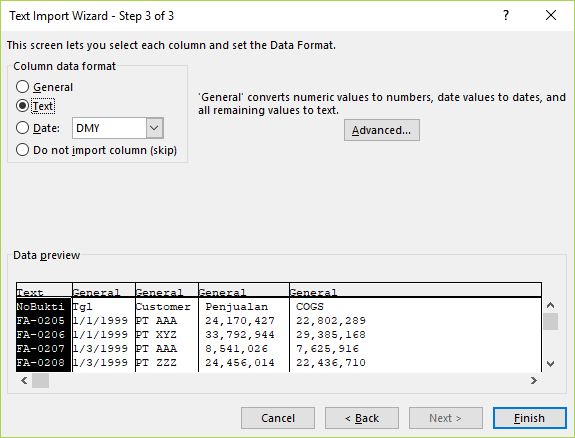 Text Import Wizard - Step 3 of 3
This screen lets you select each column and set the Data Format.
Column data format
General
Text
Date: DMY
Do not import column (skip)
'General' converts numeric values to numbers, date values to dates, and
all remaining values to text.
Advanced...
Data preview
Text General General General General
NoBukti Tgl Customer Penjualan COGS
FA-0205 1/1/1999 PT AAA 24,170,427 22,802,289
FA-0206 1/1/1999 PT XYZ 33,792,944 29,385,168
FA-0207 1/3/1999 PT AAA 8,541,026 7,625,916
FA-0208 1/3/1999 PT ZZZ 24,456,014 22,436,710
Cancel < Back Next > Finish